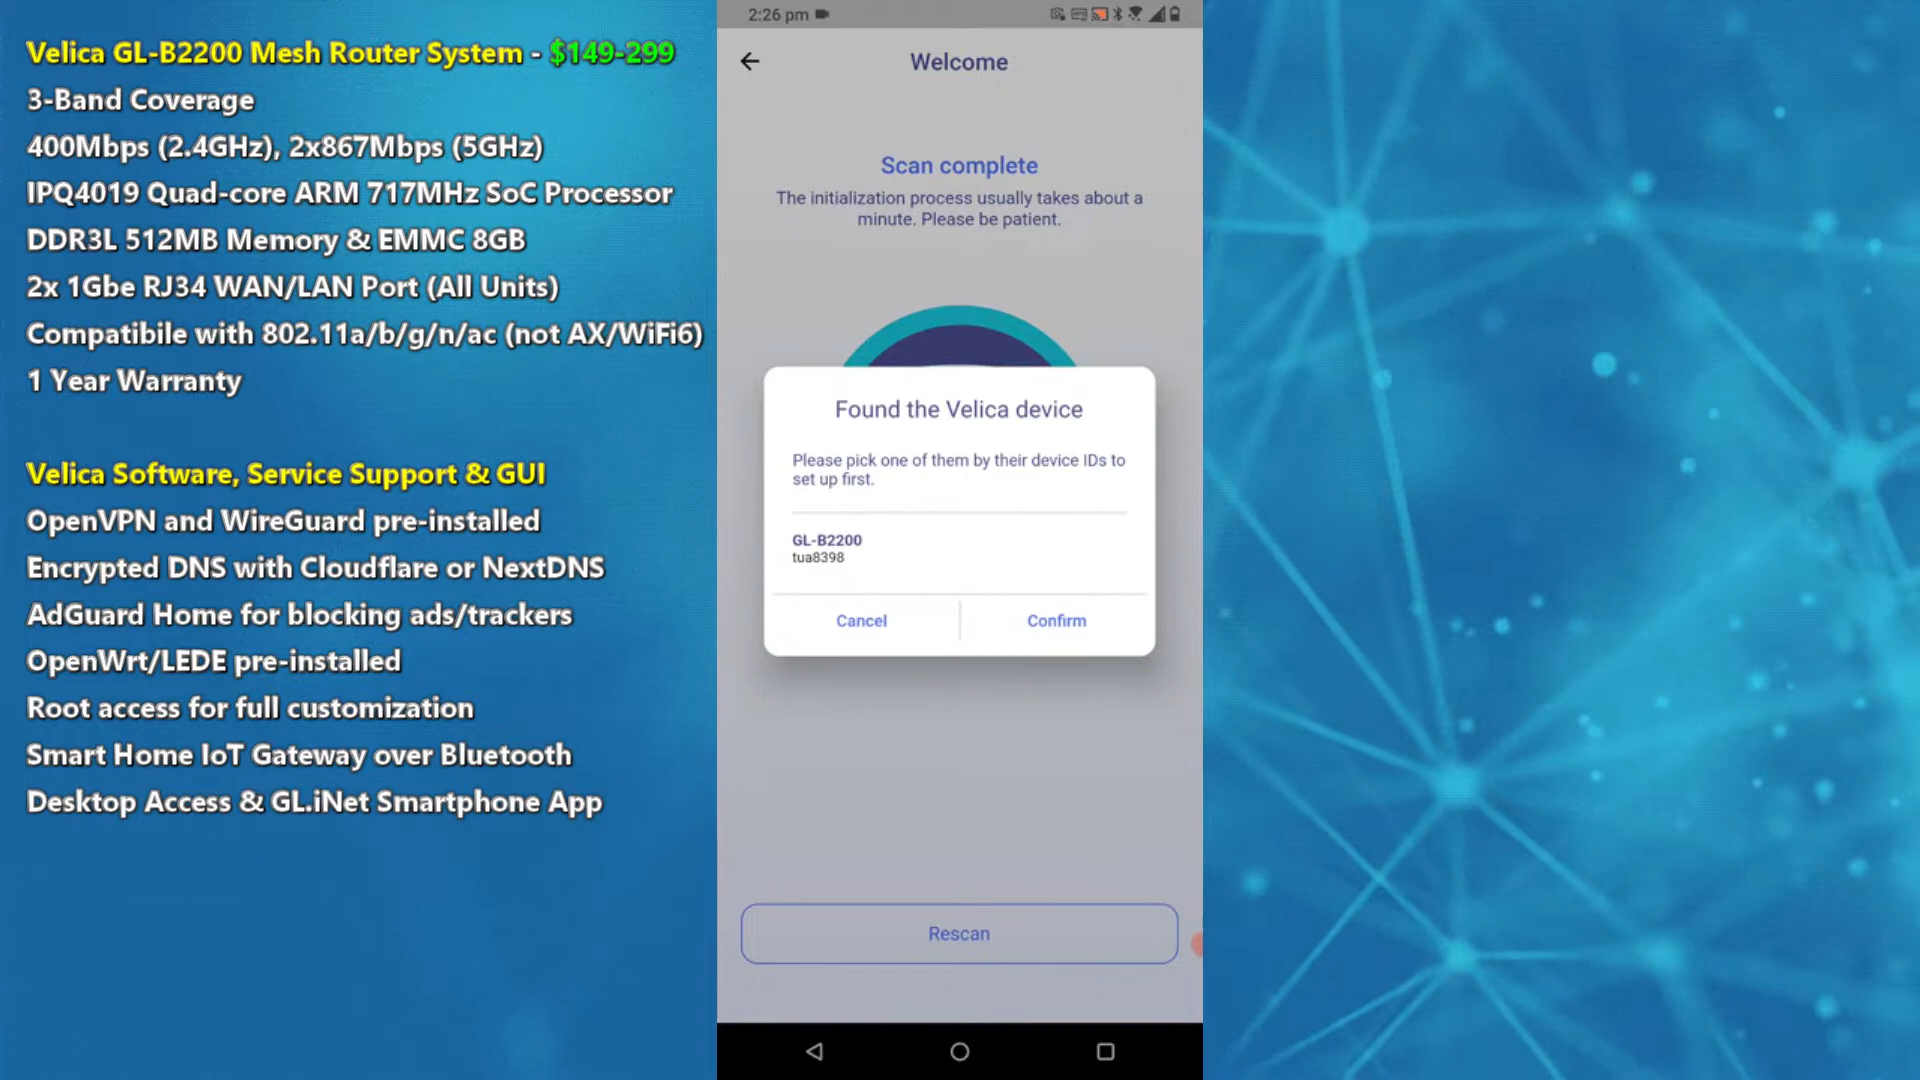 Velica GL-B2200 Mesh Router System - $149-299
3-Band Coverage
400Mbps (2.4GHz), 2x867Mbps (5GHz)
IPQ4019 Quad-core ARM 717MHz SoC Processor
DDR3L 512MB Memory & EMMC 8GB
2x 1Gbe RJ34 WAN/LAN Port (All Units)
Compatibile with 802.11a/b/g/n/ac (not AX/WiFi6)
1 Year Warranty
Velica Software, Service Support & GUI
OpenVPN and WireGuard pre-installed
Encrypted DNS with Cloudflare or NextDNS
AdGuard Home for blocking ads/trackers
OpenWrt/LEDE pre-installed
Root access for full customization
Smart Home IoT Gateway over Bluetooth
Desktop Access & GL.iNet Smartphone App
2:26 pm
Welcome
Scan complete
The initialization process usually takes about a
minute. Please be patient.
Found the Velica device
Please pick one of them by their device IDs to
set up first.
GL-B2200
tua8398
Cancel
Confirm
Rescan